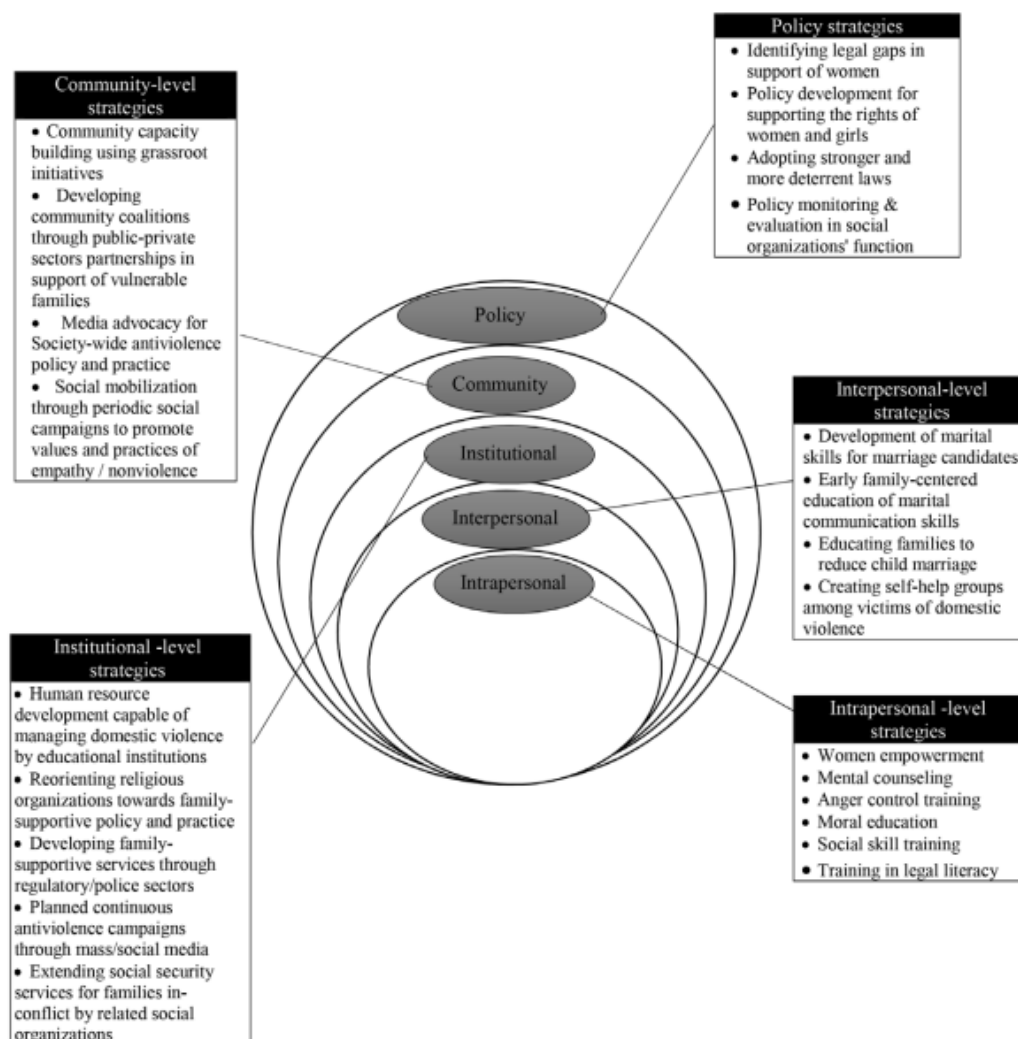 Policy strategies
• Identifying legal gaps in
support of women
• Policy development for
supporting the rights of
women and girls
• Adopting stronger and
more deterrent laws
• Policy monitoring &
evaluation in social
organizations' function
Community-level
strategies
• Community capacity
building using grassroot
initiatives
• Developing
community coalitions
through public-private
sectors partnerships in
support of vulnerable
families
• Media advocacy for
Society-wide antiviolence
policy and practice
• Social mobilization
through periodic social
campaigns to promote
values and practices of
empathy / nonviolence
Policy
Community
Institutional
Interpersonal
Intrapersonal
Interpersonal-level
strategies
• Development of marital
skills for marriage candidates
• Early family-centered
education of marital
communication skills
• Educating families to
reduce child marriage
• Creating self-help groups
among victims of domestic
violence
Institutional -level
strategies
• Human resource
development capable of
managing domestic violence
by educational institutions
• Reorienting religious
organizations towards family-
supportive policy and practice
• Developing family-
supportive services through
regulatory/police sectors
• Planned continuous
antiviolence campaigns
through mass/social media
• Extending social security
services for families in-
conflict by related social
organizations
Intrapersonal -level
strategies
• Women empowerment
• Mental counseling
• Anger control training
• Moral education
• Social skill training
• Training in legal literacy